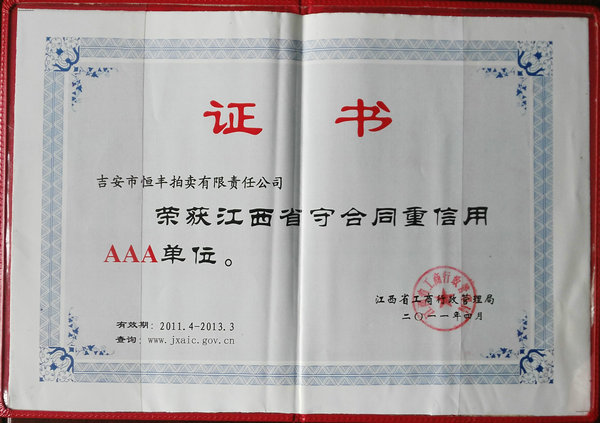 证 书
吉安市恒丰拍卖有限责任公司
荣获江西省守合同重信用
AAA单位。
江西省工商行政管理局
二〇一一年四月
有效期: 2011.4-2013.3
查询: www.jxaic.gov.cn